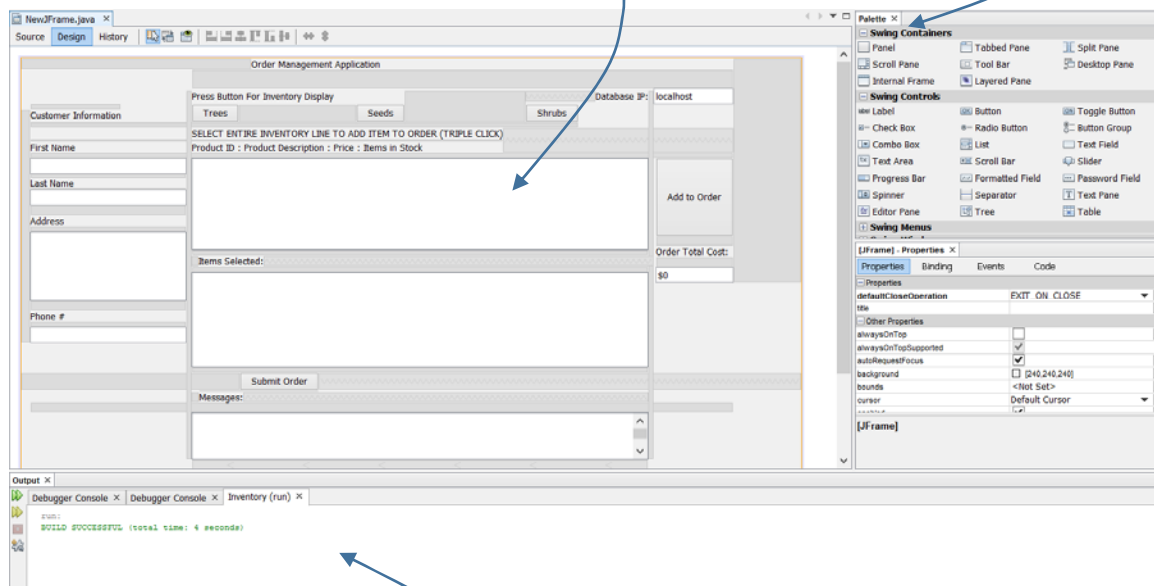 NewJFrame.java ×
Source Design History
Order Management Application
Press Button For Inventory Display
Database IP: localhost
Customer Information
Trees Seeds Shrubs
SELECT ENTIRE INVENTORY LINE TO ADD ITEM TO ORDER (TRIPLE CLICK)
First Name
Product ID : Product Description : Price : Items in Stock
Last Name
Add to Order
Address
Order Total Cost:
Items Selected:
$0
Phone #
Submit Order
Messages:
Palette ×
Swing Containers
Panel Tabbed Pane Split Pane
Scroll Pane Tool Bar Desktop Pane
Internal Frame Layered Pane
Swing Controls
Label Button Toggle Button
Check Box Radio Button Button Group
Combo Box List Text Field
Text Area Scroll Bar Slider
Progress Bar Formatted Field Password Field
Spinner Separator Text Pane
Editor Pane Tree Table
Swing Menus
[JFrame] - Properties ×
Properties Binding Events Code
Properties
defaultCloseOperation EXIT_ON_CLOSE
title
Other Properties
alwaysOnTop
alwaysOnTopSupported
autoRequestFocus
background [240,240,240]
bounds <Not Set>
cursor Default Cursor
[JFrame]
Output ×
Debugger Console × Debugger Console × Inventory (run) ×
run:
BUILD SUCCESSFUL (total time: 4 seconds)